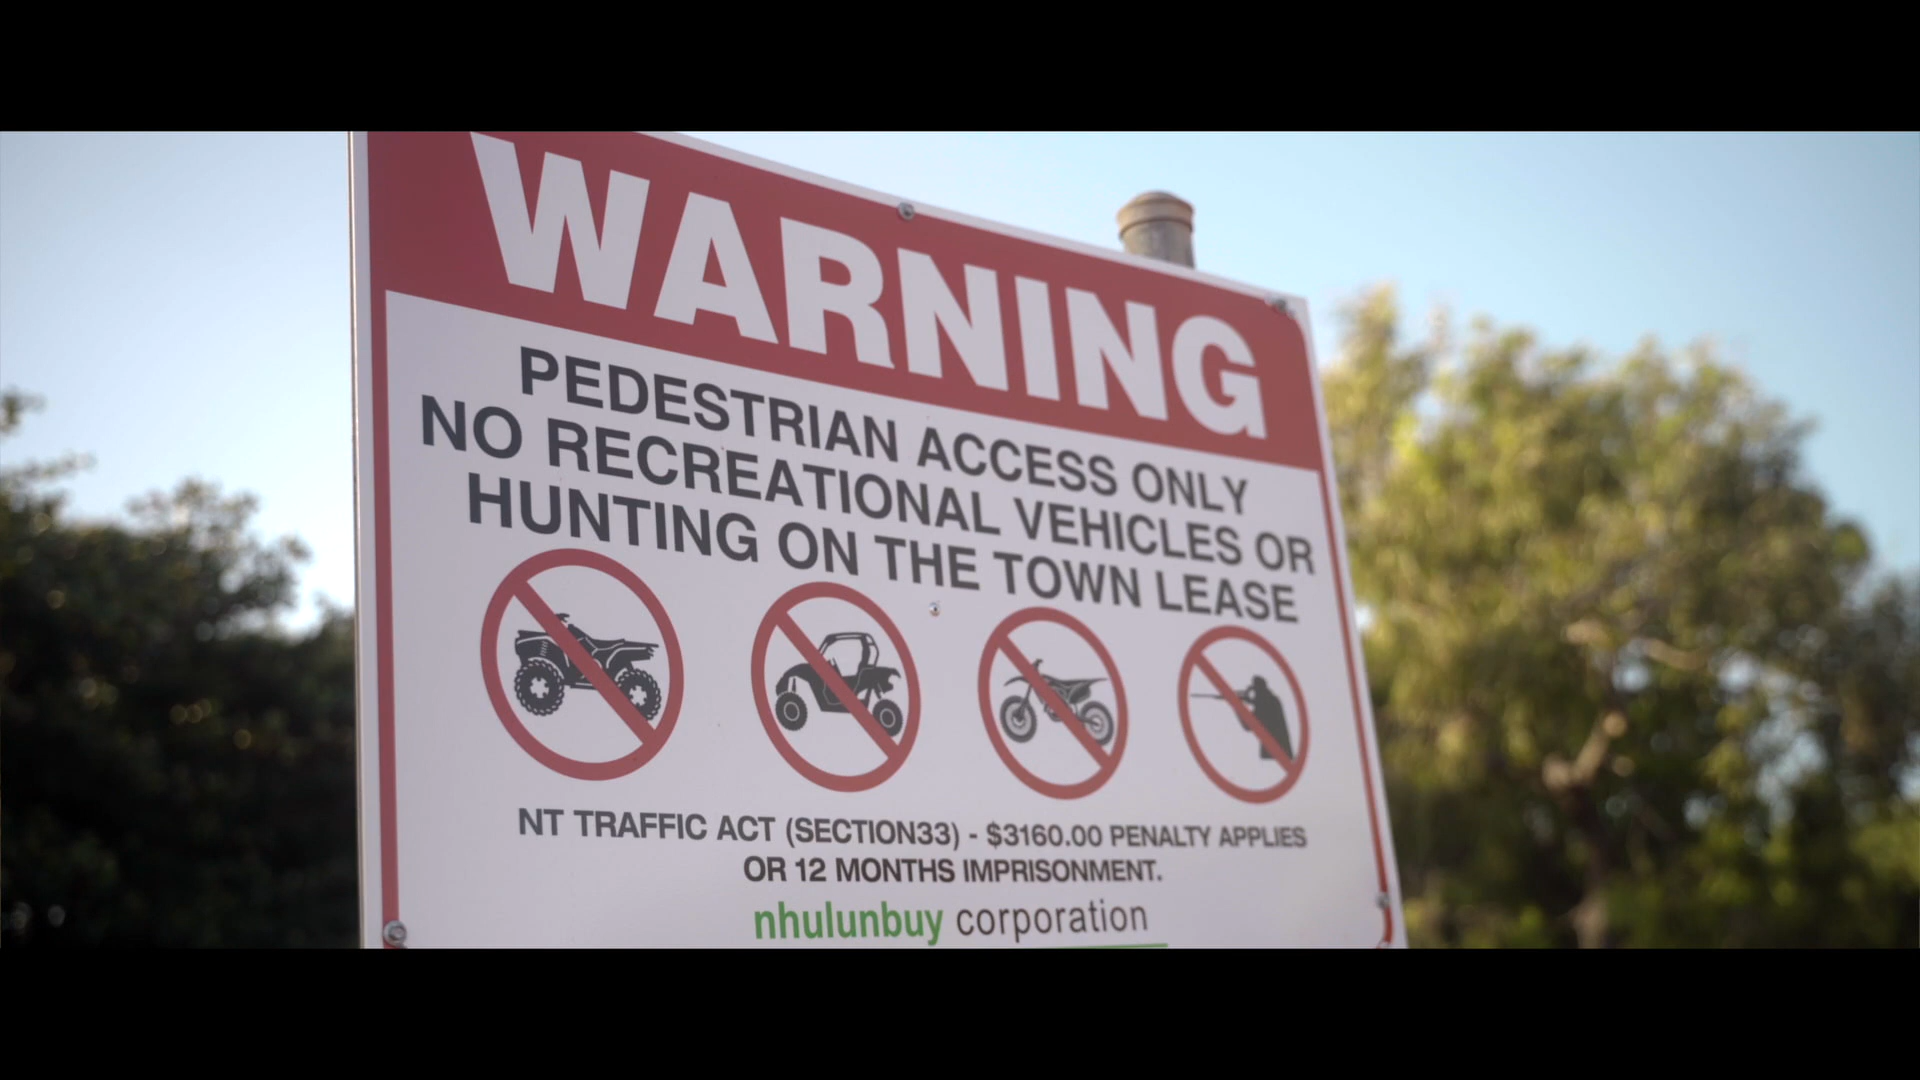 WARNING
PEDESTRIAN ACCESS ONLY
NO RECREATIONAL VEHICLES OR
HUNTING ON THE TOWN LEASE
NT TRAFFIC ACT (SECTION33) - $3160.00 PENALTY APPLIES
OR 12 MONTHS IMPRISONMENT.
nhulunbuy corporation